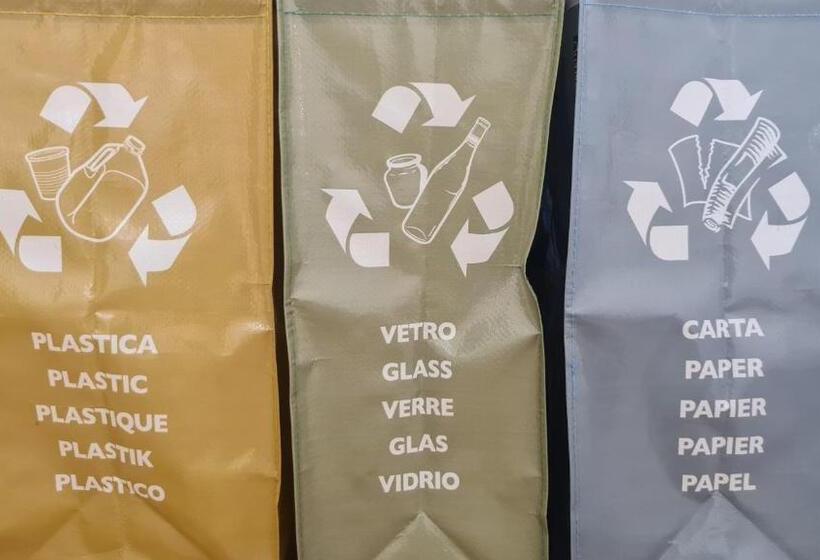 PLASTICA
PLASTIC
PLASTIQUE
PLASTIK
PLASTICO
VETRO
GLASS
VERRE
GLAS
VIDRIO
CARTA
PAPER
PAPIER
PAPIER
PAPEL